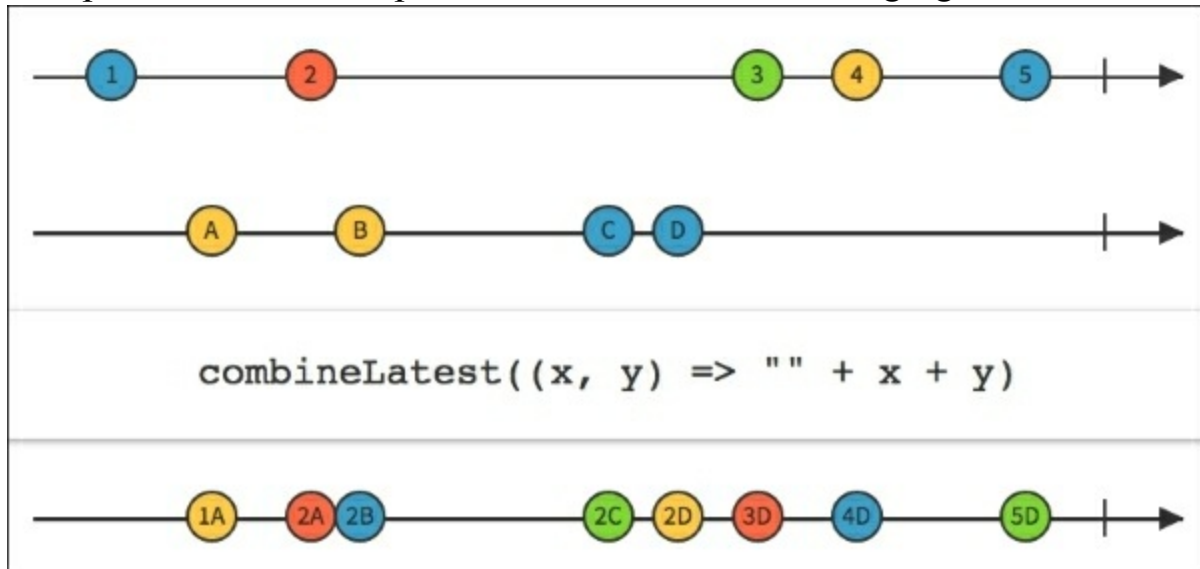 1 2 3 4 5
A B C D
combineLatest((x, y) => "" + x + y)
1A 2A 2B 2C 2D 3D 4D 5D